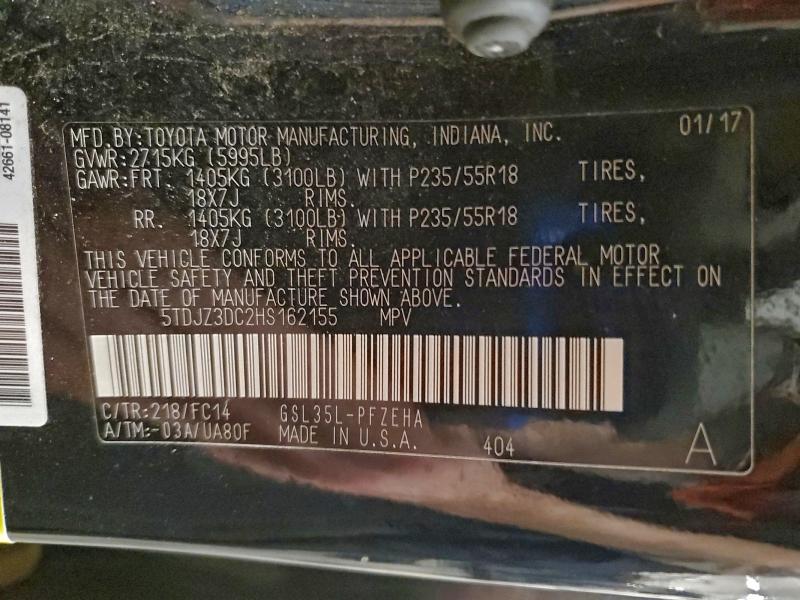 42661-08141
MFD.BY:TOYOTA MOTOR MANUFACTURING, INDIANA, INC. 01/17
GVWR:2715KG (5995LB)
GAWR:FRT. 1405KG (3100LB) WITH P235/55R18 TIRES,
18X7J RIMS.
RR. 1405KG (3100LB) WITH P235/55R18 TIRES,
18X7J RIMS.
THIS VEHICLE CONFORMS TO ALL APPLICABLE FEDERAL MOTOR
VEHICLE SAFETY AND THEFT PREVENTION STANDARDS IN EFFECT ON
THE DATE OF MANUFACTURE SHOWN ABOVE.
5TDJZ3DC2HS162155 MPV
C/TR:218/FC14 GSL35L-PFZEHA
A/TM:-03A/UA80F MADE IN U.S.A. 404 A